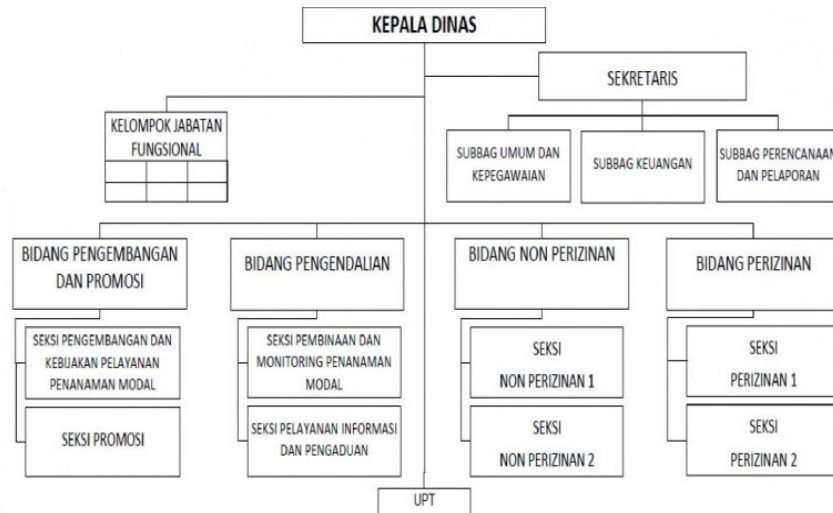 KEPALA DINAS
SEKRETARIS
KELOMPOK JABATAN
FUNGSIONAL
SUBBAG UMUM DAN
KEPEGAWAIAN
SUBBAG KEUANGAN
SUBBAG PERENCANAAN
DAN PELAPORAN
BIDANG PENGEMBANGAN
DAN PROMOSI
BIDANG PENGENDALIAN
BIDANG NON PERIZINAN
BIDANG PERIZINAN
SEKSI PENGEMBANGAN DAN
KEBIJAKAN PELAYANAN
PENANAMAN MODAL
SEKSI PEMBINAAN DAN
MONITORING PENANAMAN
MODAL
SEKSI
NON PERIZINAN 1
SEKSI
PERIZINAN 1
SEKSI PROMOSI
SEKSI PELAYANAN INFORMASI
DAN PENGADUAN
SEKSI
NON PERIZINAN 2
SEKSI
PERIZINAN 2
UPT